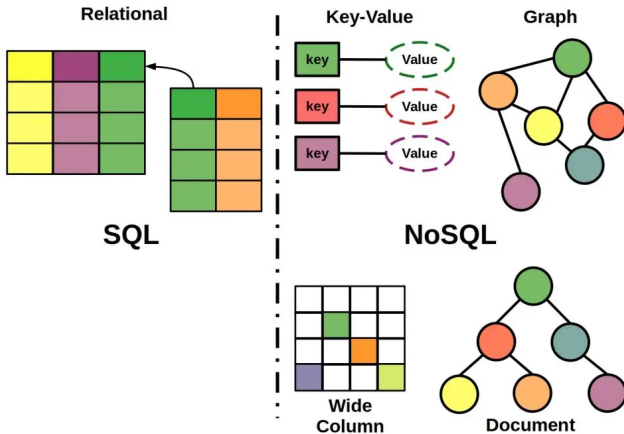 Relational
Key-Value
Graph
key
Value
key
Value
key
Value
SQL
NoSQL
Wide
Column
Document